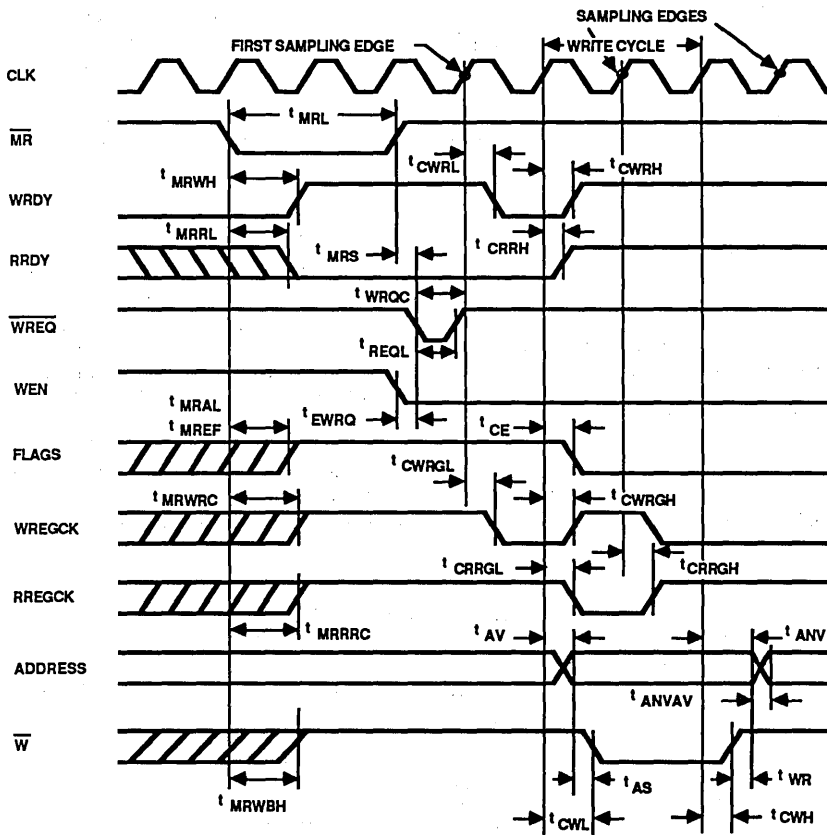 SAMPLING EDGES
FIRST SAMPLING EDGE
WRITE CYCLE
CLK
t MRL
MR
t CWRL
t CWRH
t MRWH
WRDY
t MRRL
t CRRH
t MRS
RRDY
t WRQC
WREQ
t REQL
WEN
t MRAL
t EWRQ
t MREF
t CE
FLAGS
t CWRGL
t MRWRC
t CWRGH
WREGCK
t CRRGL
t CRRGH
RREGCK
t MRRRC
t AV
t ANV
ADDRESS
t ANVAV
W
t AS
t WR
t MRWBH
t CWL
t CWH